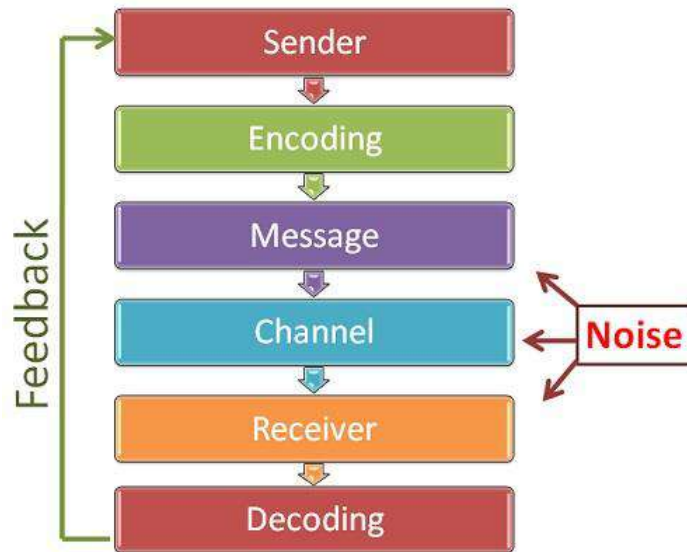 Sender
Encoding
Message
Channel
Receiver
Decoding
Feedback
Noise